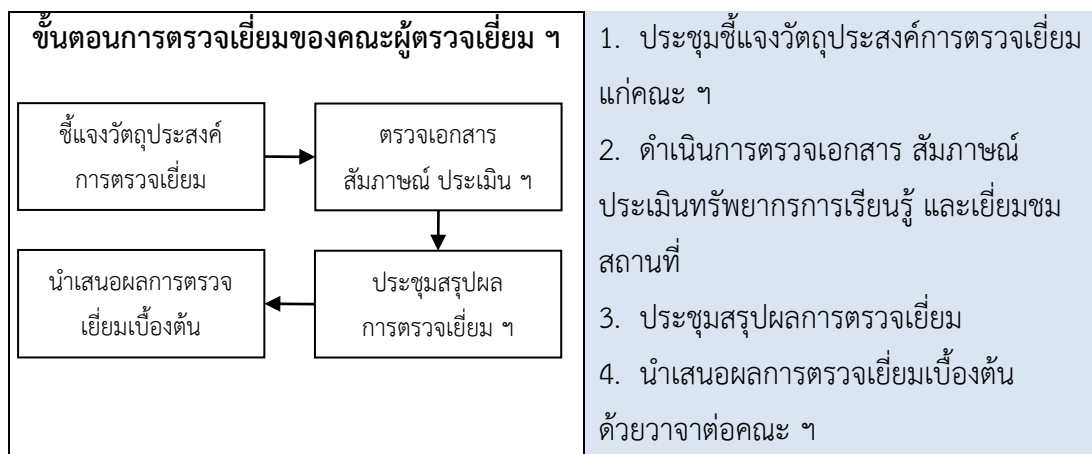 ขั้นตอนการตรวจเยี่ยมของคณะผู้ตรวจเยี่ยม ฯ
ชี้แจงวัตถุประสงค์
การตรวจเยี่ยม
ตรวจเอกสาร
สัมภาษณ์ ประเมิน ฯ
นำเสนอผลการตรวจ
เยี่ยมเบื้องต้น
ประชุมสรุปผล
การตรวจเยี่ยม ฯ
1. ประชุมชี้แจงวัตถุประสงค์การตรวจเยี่ยม
แก่คณะ ฯ
2. ดำเนินการตรวจเอกสาร สัมภาษณ์
ประเมินทรัพยากรการเรียนรู้ และเยี่ยมชม
สถานที่
3. ประชุมสรุปผลการตรวจเยี่ยม
4. นำเสนอผลการตรวจเยี่ยมเบื้องต้น
ด้วยวาจาต่อคณะ ฯ